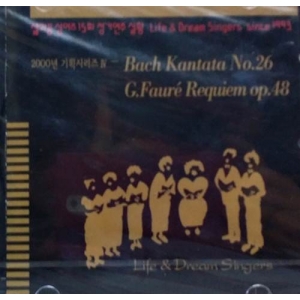 Life & Dream Singers since
2000년 기획시리즈 Ⅳ - Bach Kantata No.26
G.Fauré Requiem op.48
Life & Dream Singers